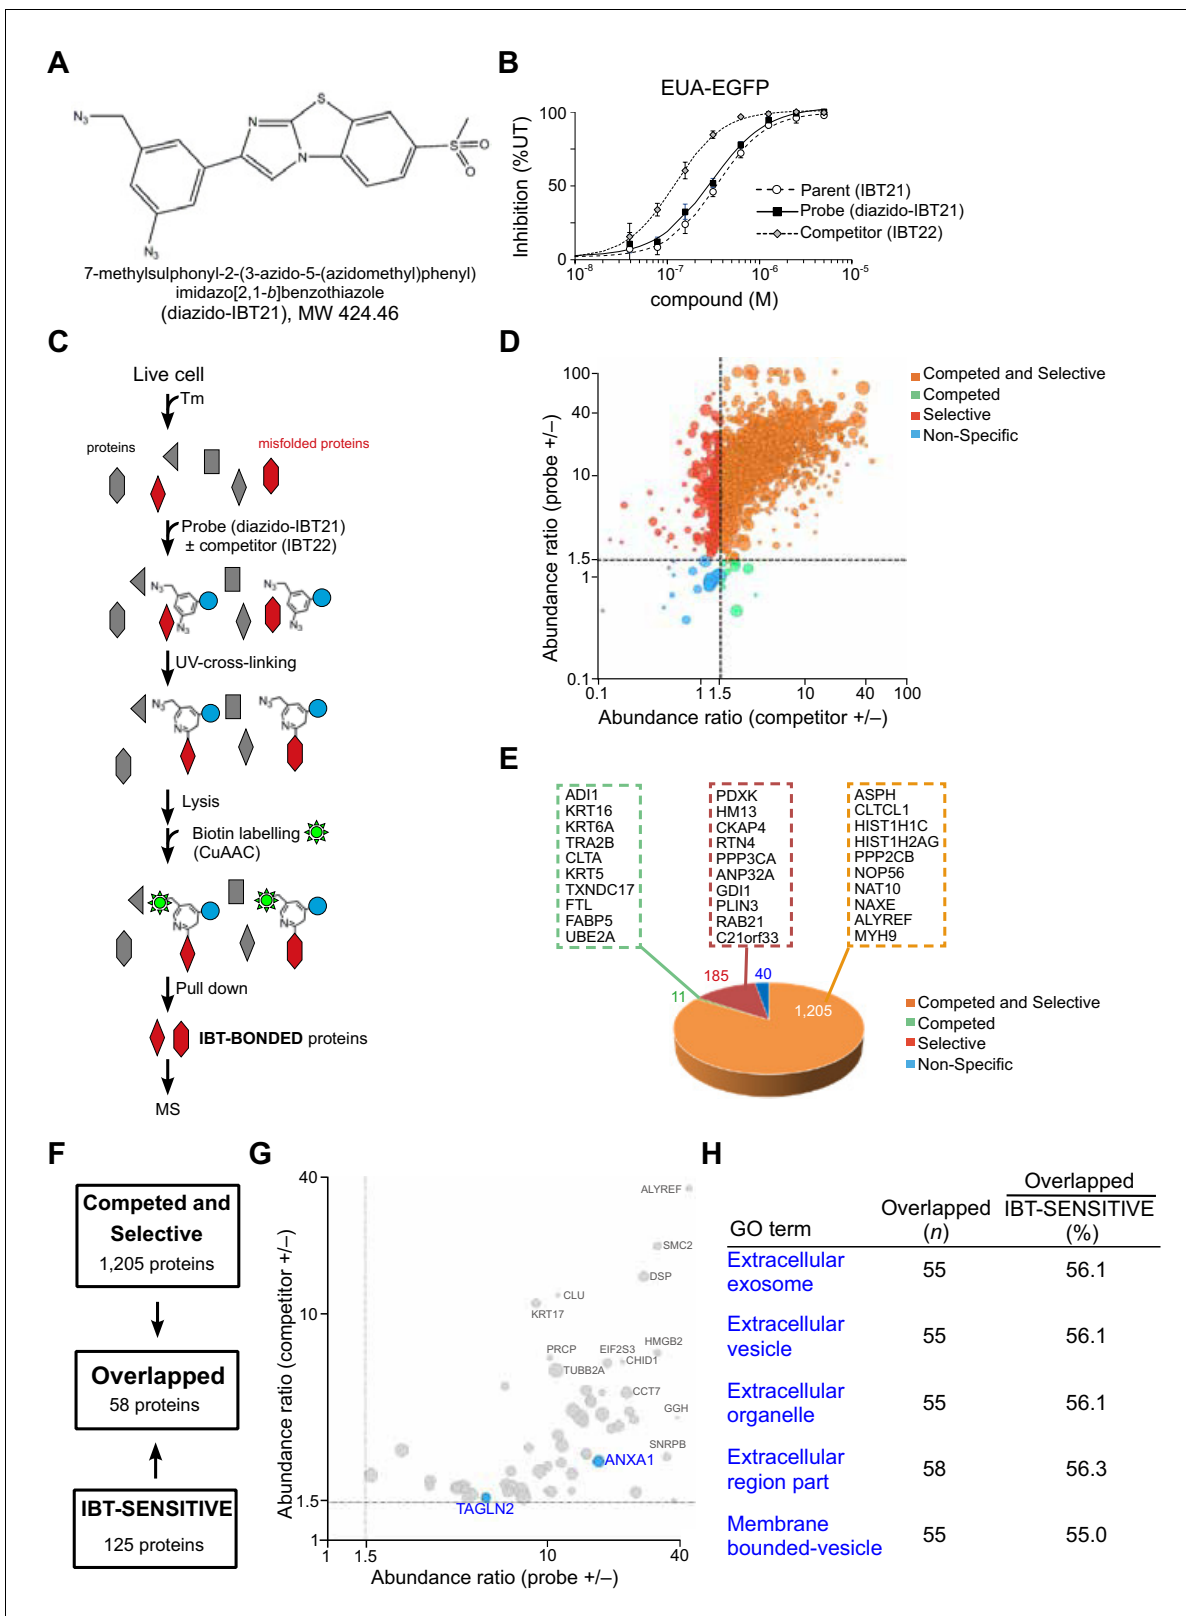 A
N3
N3
N
N
S
S
O
O
7-methylsulphonyl-2-(3-azido-5-(azidomethyl)phenyl)
imidazo[2,1-b]benzothiazole
(diazido-IBT21), MW 424.46
B
EUA-EGFP
Inhibition (%UT)
100
50
0
10-8
10-7
10-6
10-5
compound (M)
Parent (IBT21)
Probe (diazido-IBT21)
Competitor (IBT22)
C
Live cell
Tm
proteins
misfolded proteins
Probe (diazido-IBT21)
± competitor (IBT22)
N3
N3
N3
N3
UV-cross-linking
N3
N
N3
N
Lysis
Biotin labelling
(CuAAC)
N
N
Pull down
IBT-BONDED proteins
MS
D
Abundance ratio (probe +/–)
100
40
10
1.5
1
0.1
0.1
1
1.5
10
40
100
Abundance ratio (competitor +/–)
Competed and Selective
Competed
Selective
Non-Specific
E
ADI1
KRT16
KRT6A
TRA2B
CLTA
KRT5
TXNDC17
FTL
FABP5
UBE2A
PDXK
HM13
CKAP4
RTN4
PPP3CA
ANP32A
GDI1
PLIN3
RAB21
C21orf33
ASPH
CLTCL1
HIST1H1C
HIST1H2AG
PPP2CB
NOP56
NAT10
NAXE
ALYREF
MYH9
11
185
40
1,205
Competed and Selective
Competed
Selective
Non-Specific
F
Competed and
Selective
1,205 proteins
Overlapped
58 proteins
IBT-SENSITIVE
125 proteins
G
Abundance ratio (competitor +/–)
40
10
1.5
1
1
1.5
10
40
Abundance ratio (probe +/–)
ALYREF
SMC2
DSP
CLU
KRT17
HMGB2
PRCP
EIF2S3
CHID1
TUBB2A
CCT7
GGH
SNRPB
ANXA1
TAGLN2
H
GO term
Overlapped
(n)
Overlapped
IBT-SENSITIVE
(%)
Extracellular
exosome
55
56.1
Extracellular
vesicle
55
56.1
Extracellular
organelle
55
56.1
Extracellular
region part
58
56.3
Membrane
bounded-vesicle
55
55.0